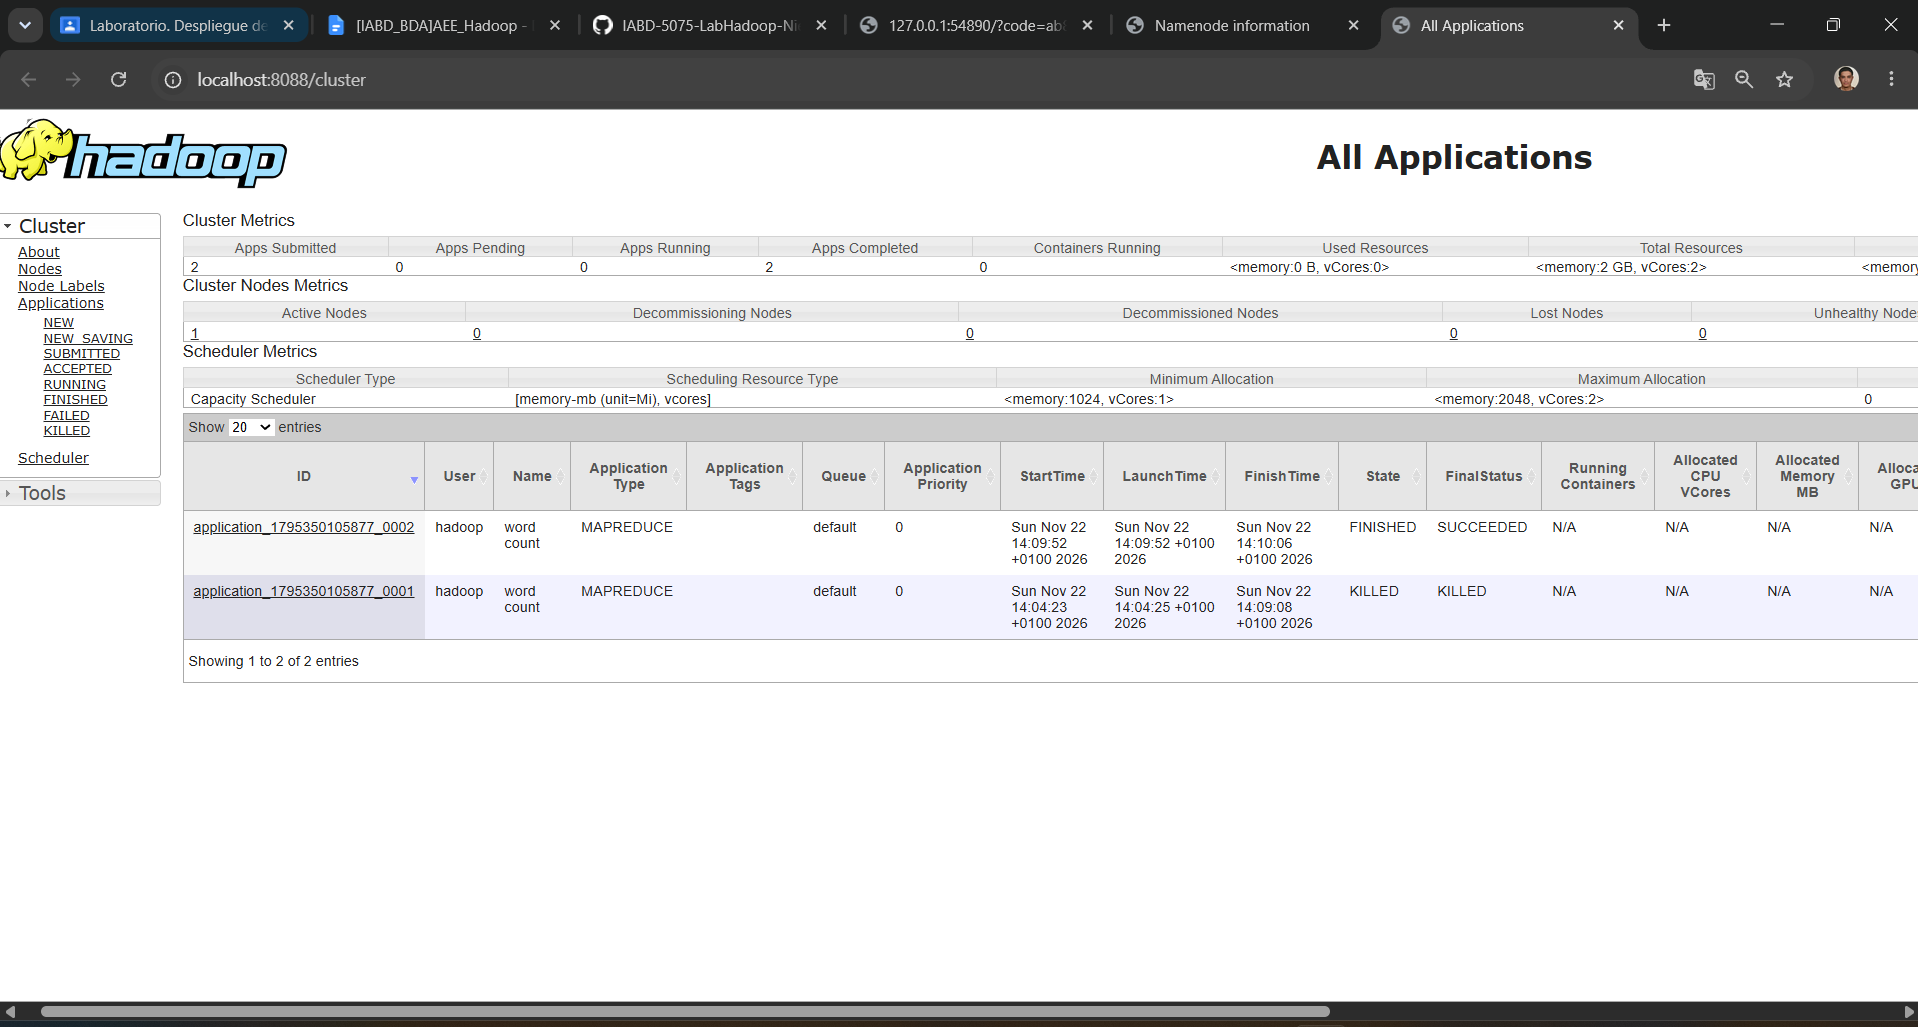 Laboratorio. Despliegue de
[IABD_BDA]AEE_Hadoop -
IABD-5075-LabHadoop-Ni
127.0.0.1:54890/?code=ab
Namenode information
All Applications
localhost:8088/cluster
hadoop
All Applications
Cluster
About
Nodes
Node Labels
Applications
NEW
NEW_SAVING
SUBMITTED
ACCEPTED
RUNNING
FINISHED
FAILED
KILLED
Scheduler
Tools
Cluster Metrics
Apps Submitted Apps Pending Apps Running Apps Completed Containers Running Used Resources Total Resources
2 0 0 2 0 <memory:0 B, vCores:0> <memory:2 GB, vCores:2> <memory
Cluster Nodes Metrics
Active Nodes Decommissioning Nodes Decommissioned Nodes Lost Nodes Unhealthy Nodes
1 0 0 0 0
Scheduler Metrics
Scheduler Type Scheduling Resource Type Minimum Allocation Maximum Allocation
Capacity Scheduler [memory-mb (unit=Mi), vcores] <memory:1024, vCores:1> <memory:2048, vCores:2> 0
Show 20 entries
ID User Name Application Type Application Tags Queue Application Priority StartTime LaunchTime FinishTime State FinalStatus Running Containers Allocated CPU VCores Allocated Memory MB Alloca GPU
application_1795350105877_0002 hadoop word count MAPREDUCE default 0 Sun Nov 22 14:09:52 +0100 2026 Sun Nov 22 14:09:52 +0100 2026 Sun Nov 22 14:10:06 +0100 2026 FINISHED SUCCEEDED N/A N/A N/A N/A
application_1795350105877_0001 hadoop word count MAPREDUCE default 0 Sun Nov 22 14:04:23 +0100 2026 Sun Nov 22 14:04:25 +0100 2026 Sun Nov 22 14:09:08 +0100 2026 KILLED KILLED N/A N/A N/A N/A
Showing 1 to 2 of 2 entries